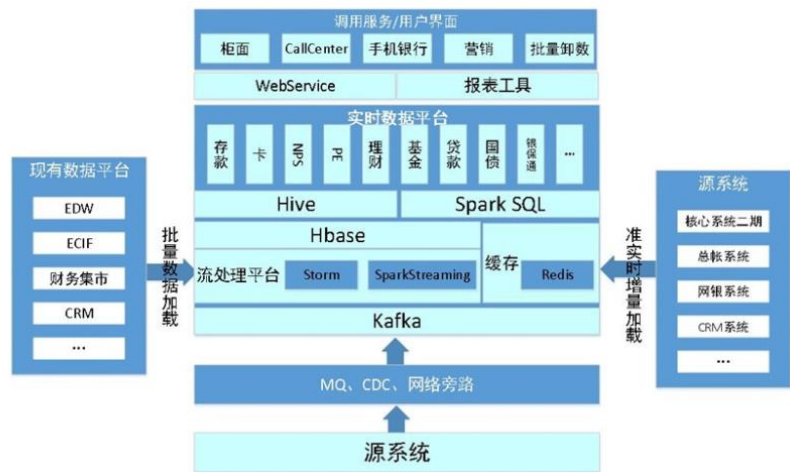 调用服务/用户界面
柜面 CallCenter 手机银行 营销 批量卸数
WebService 报表工具
实时数据平台
存款 卡 NPS PE 理财 基金 贷款 国债 银保通 ...
Hive Spark SQL
Hbase
流处理平台 Storm SparkStreaming 缓存 Redis
Kafka
MQ、CDC、网络旁路
源系统
现有数据平台
EDW
ECIF
财务集市
CRM
...
批量数据加载
准实时增量加载
源系统
核心系统二期
总帐系统
网银系统
CRM系统
...